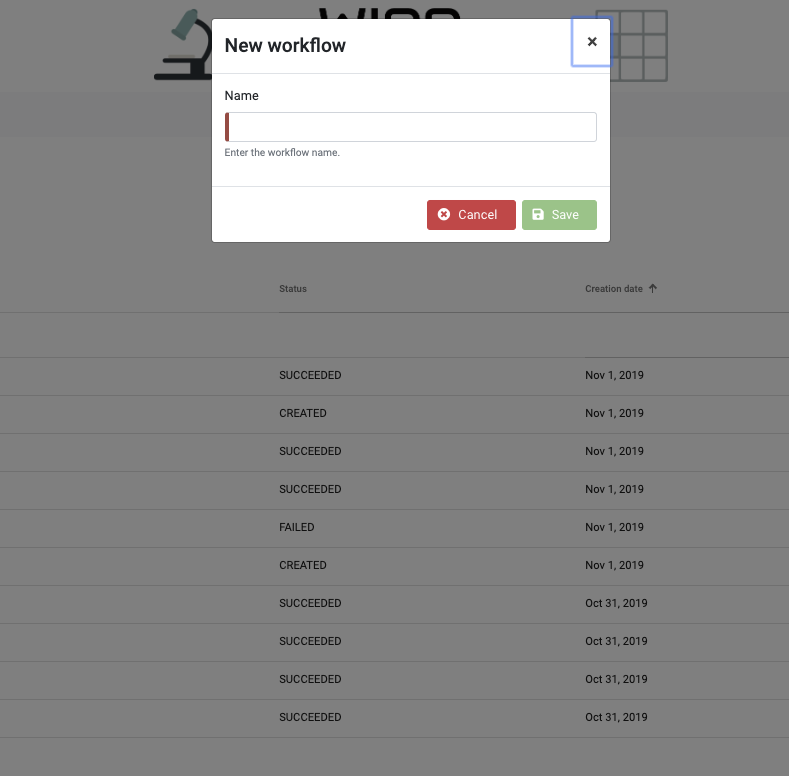 New workflow
×
Name
Enter the workflow name.
Cancel Save
Status Creation date
SUCCEEDED Nov 1, 2019
CREATED Nov 1, 2019
SUCCEEDED Nov 1, 2019
SUCCEEDED Nov 1, 2019
FAILED Nov 1, 2019
CREATED Nov 1, 2019
SUCCEEDED Oct 31, 2019
SUCCEEDED Oct 31, 2019
SUCCEEDED Oct 31, 2019
SUCCEEDED Oct 31, 2019